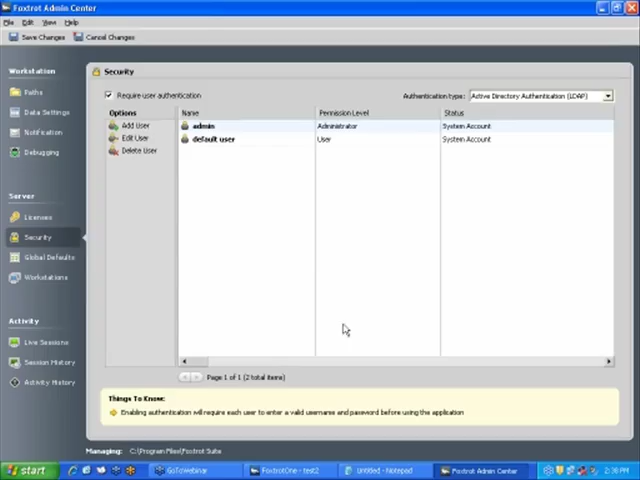 Foxtrot Admin Center
File Edit View Help
Save Changes Cancel Changes
Workstation
Paths
Data Settings
Notification
Debugging
Server
Licenses
Security
Global Defaults
Workstations
Activity
Live Sessions
Session History
Activity History
Security
Require user authentication
Authentication type: Active Directory Authentication (LDAP)
Options
Add User
Edit User
Delete User
Name Permission Level Status
admin Administrator System Account
default user User System Account
Page 1 of 1 (2 total items)
Things To Know:
Enabling authentication will require each user to enter a valid username and password before using the application
Managing: C:\Program Files\Foxtrot Suite
start GoToWebinar FoxtrotOne - test2 Untitled - Notepad Foxtrot Admin Center 2:38 PM